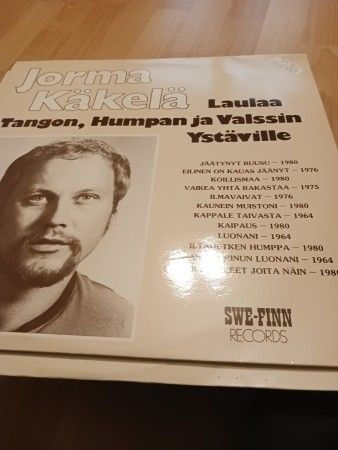 Jorma
Käkelä
Laulaa
Tangon, Humpan ja Valssin
Ystäville
JÄÄTYNYT RUUSU — 1980
EILINEN ON KAUAS JÄÄNYT — 1976
KOILLISMAA — 1980
VAIKEA YHTÄ RAKASTAA — 1975
ILMAVAIVAT — 1976
KAUNEIN MUISTONI — 1980
KAPPALE TAIVASTA — 1964
KAIPAUS — 1980
LUONANI — 1964
HUMPPA — 1980
LUONANI — 1964
JOITA NÄIN — 1980
SWE-FINN
RECORDS